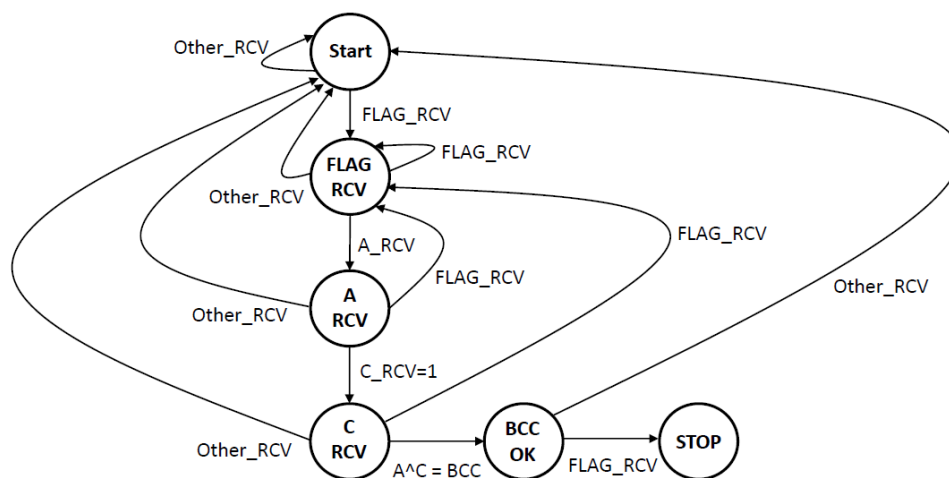 Other_RCV
Start
FLAG_RCV
FLAG
RCV
FLAG_RCV
Other_RCV
A_RCV
FLAG_RCV
FLAG_RCV
A
RCV
Other_RCV
Other_RCV
C_RCV=1
C
RCV
Other_RCV
A^C = BCC
BCC
OK
FLAG_RCV
STOP